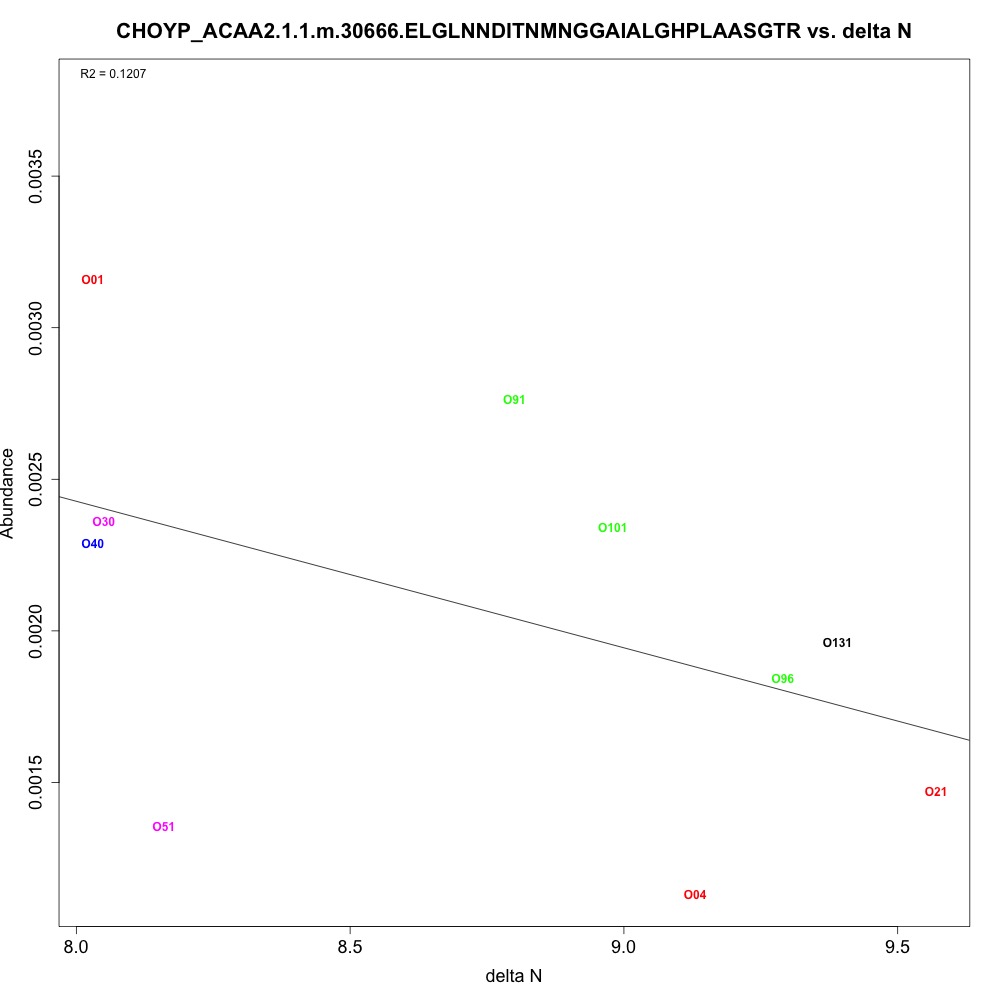 CHOYP_ACAA2.1.1.m.30666.ELGLNNDITNMNGGAIALGHPLAASGTR vs. delta N
R2 = 0.1207
0.0035
O01
0.0030
O91
Abundance
0.0025
O30
O101
O40
0.0020
O131
O96
0.0015
O21
O51
O04
8.0 8.5 9.0 9.5
delta N